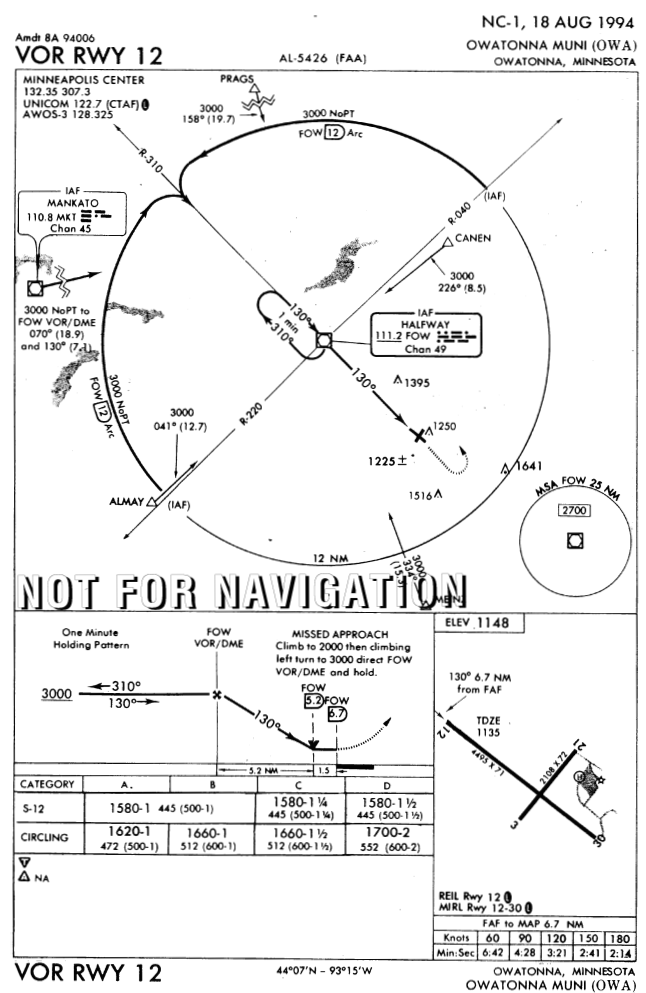 NC-1, 18 AUG 1994
Amdt 8A 94006
VOR RWY 12
AL-5426 (FAA)
OWATONNA MUNI (OWA)
OWATONNA, MINNESOTA
MINNEAPOLIS CENTER
132.35 307.3
UNICOM 122.7 (CTAF) L
AWOS-3 128.325
PRAGS
3000
158° (19.7)
3000 NoPT
FOW 12 Arc
R-310
(IAF)
R-040
IAF
MANKATO
110.8 MKT
Chan 45
CANEN
3000
226° (8.5)
3000 NoPT to
FOW VOR/DME
070° (18.9)
and 130° (7.1)
130°
1 min
310°
IAF
HALFWAY
111.2 FOW
Chan 49
130°
1395
3000 NoPT
FOW 12 Arc
R-220
3000
041° (12.7)
1250
1225±
1641
ALMAY
(IAF)
1516
MSA FOW 25 NM
2700
12 NM
3000
334°
NOT FOR NAVIGATION
ELEV 1148
One Minute
Holding Pattern
FOW
VOR/DME
MISSED APPROACH
Climb to 2000 then climbing
left turn to 3000 direct FOW
VOR/DME and hold.
FOW
5.2
FOW
6.7
3000
310°
130°
130°
5.2 NM
1.5
130° 6.7 NM
from FAF
TDZE
1135
12
4495 X 71
2108 X 72
21
3
30
CATEGORY A. B C D
S-12 1580-1 445 (500-1) 1580-1¼ 445 (500-1¼) 1580-1½ 445 (500-1½)
CIRCLING 1620-1 472 (500-1) 1660-1 512 (600-1) 1660-1½ 512 (600-1½) 1700-2 552 (600-2)
T
A NA
REIL Rwy 12 L
MIRL Rwy 12-30 L
FAF to MAP 6.7 NM
Knots 60 90 120 150 180
Min:Sec 6:42 4:28 3:21 2:41 2:14
VOR RWY 12
44°07'N – 93°15'W
OWATONNA, MINNESOTA
OWATONNA MUNI (OWA)